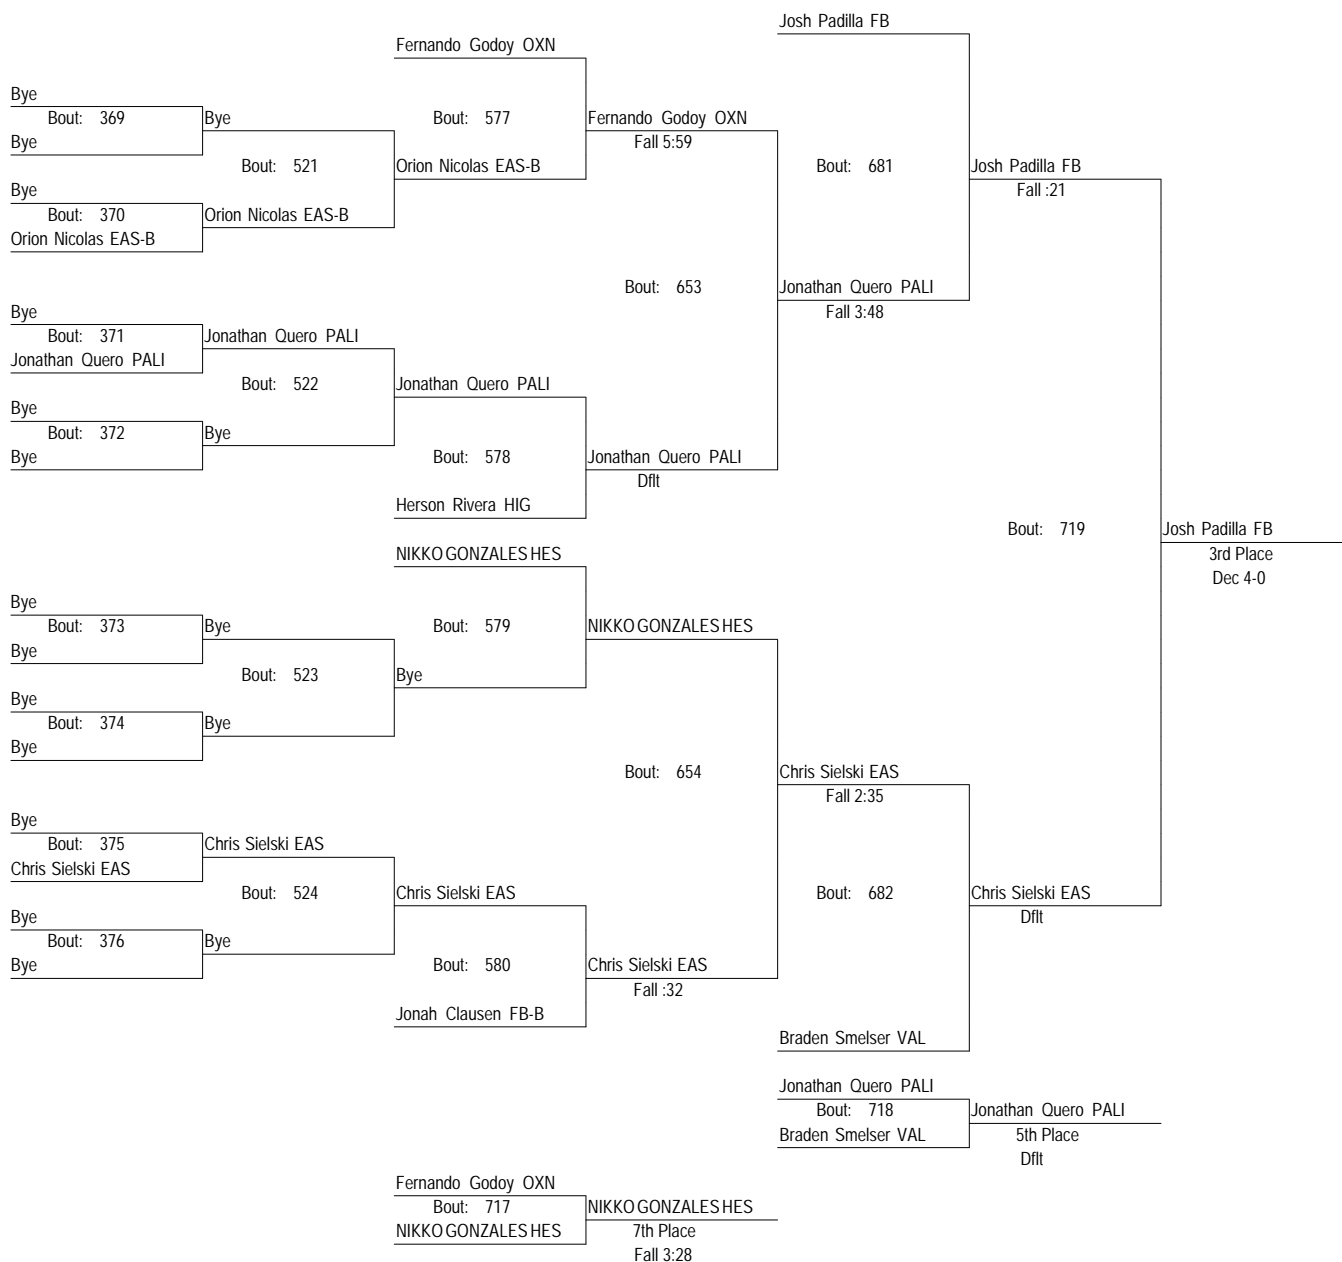 Josh Padilla FB
Fernando Godoy OXN
Bye
Bout: 369
Bye
Bout: 577
Fernando Godoy OXN
Bye
Fall 5:59
Bout: 521
Orion Nicolas EAS-B
Bout: 681
Josh Padilla FB
Bye
Fall :21
Bout: 370
Orion Nicolas EAS-B
Orion Nicolas EAS-B
Bout: 653
Jonathan Quero PALI
Bye
Fall 3:48
Bout: 371
Jonathan Quero PALI
Jonathan Quero PALI
Bout: 522
Jonathan Quero PALI
Bye
Bout: 372
Bye
Bye
Bout: 578
Jonathan Quero PALI
Dflt
Herson Rivera HIG
Bout: 719
Josh Padilla FB
NIKKO GONZALES HES
3rd Place
Dec 4-0
Bye
Bout: 373
Bye
Bout: 579
NIKKO GONZALES HES
Bye
Bout: 523
Bye
Bye
Bout: 374
Bye
Bye
Bout: 654
Chris Sielski EAS
Fall 2:35
Bye
Bout: 375
Chris Sielski EAS
Chris Sielski EAS
Bout: 524
Chris Sielski EAS
Bout: 682
Chris Sielski EAS
Bye
Dflt
Bout: 376
Bye
Bye
Bout: 580
Chris Sielski EAS
Fall :32
Jonah Clausen FB-B
Braden Smelser VAL
Jonathan Quero PALI
Bout: 718
Jonathan Quero PALI
Braden Smelser VAL
5th Place
Dflt
Fernando Godoy OXN
Bout: 717
NIKKO GONZALES HES
NIKKO GONZALES HES
7th Place
Fall 3:28